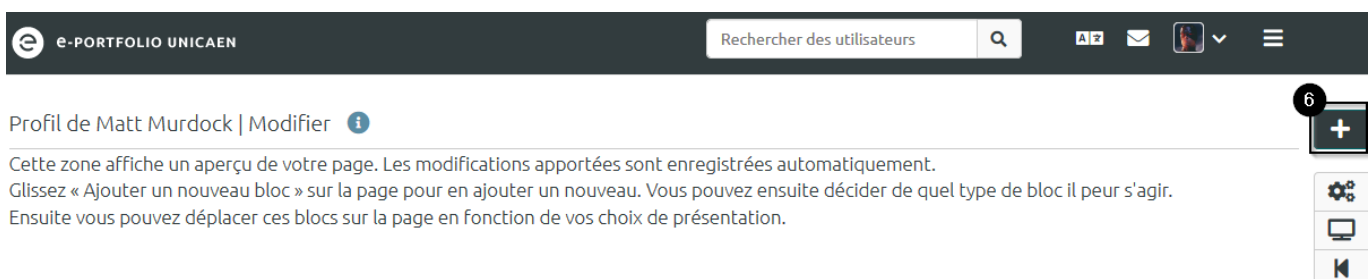 e-PORTFOLIO UNICAEN
Rechercher des utilisateurs
6
Profil de Matt Murdock | Modifier
Cette zone affiche un aperçu de votre page. Les modifications apportées sont enregistrées automatiquement.
Glissez « Ajouter un nouveau bloc » sur la page pour en ajouter un nouveau. Vous pouvez ensuite décider de quel type de bloc il peur s'agir.
Ensuite vous pouvez déplacer ces blocs sur la page en fonction de vos choix de présentation.